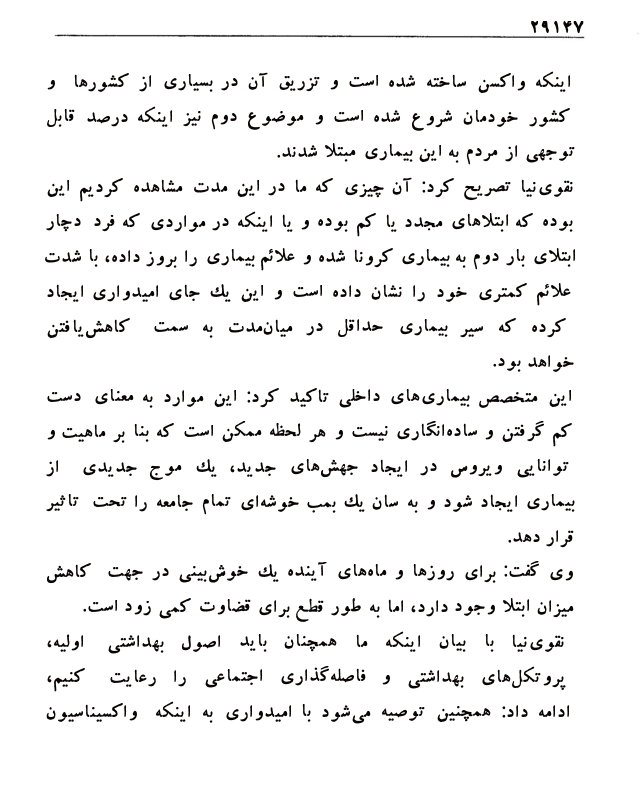 ۲۹۱۴۷
اینکه واکسن ساخته شده است و تزریق آن در بسیاری از کشورها و
کشور خودمان شروع شده است و موضوع دوم نیز اینکه درصد قابل
توجهی از مردم به این بیماری مبتلا شدند.
نقوی‌نیا تصریح کرد: آن چیزی که ما در این مدت مشاهده کردیم این
بوده که ابتلاهای مجدد یا کم بوده و یا اینکه در مواردی که فرد دچار
ابتلای بار دوم به بیماری کرونا شده و علائم بیماری را بروز داده، با شدت
علائم کمتری خود را نشان داده است و این یك جای امیدواری ایجاد
کرده که سیر بیماری حداقل در میان‌مدت به سمت کاهش‌یافتن
خواهد بود.
این متخصص بیماری‌های داخلی تاکید کرد: این موارد به معنای دست
کم گرفتن و ساده‌انگاری نیست و هر لحظه ممکن است که بنا بر ماهیت و
توانایی ویروس در ایجاد جهش‌های جدید، یك موج جدیدی از
بیماری ایجاد شود و به سان یك بمب خوشه‌ای تمام جامعه را تحت تاثیر
قرار دهد.
وی گفت: برای روزها و ماه‌های آینده یك خوش‌بینی در جهت کاهش
میزان ابتلا وجود دارد، اما به طور قطع برای قضاوت کمی زود است.
نقوی‌نیا با بیان اینکه ما همچنان باید اصول بهداشتی اولیه،
پروتکل‌های بهداشتی و فاصله‌گذاری اجتماعی را رعایت کنیم،
ادامه داد: همچنین توصیه می‌شود با امیدواری به اینکه واکسیناسیون